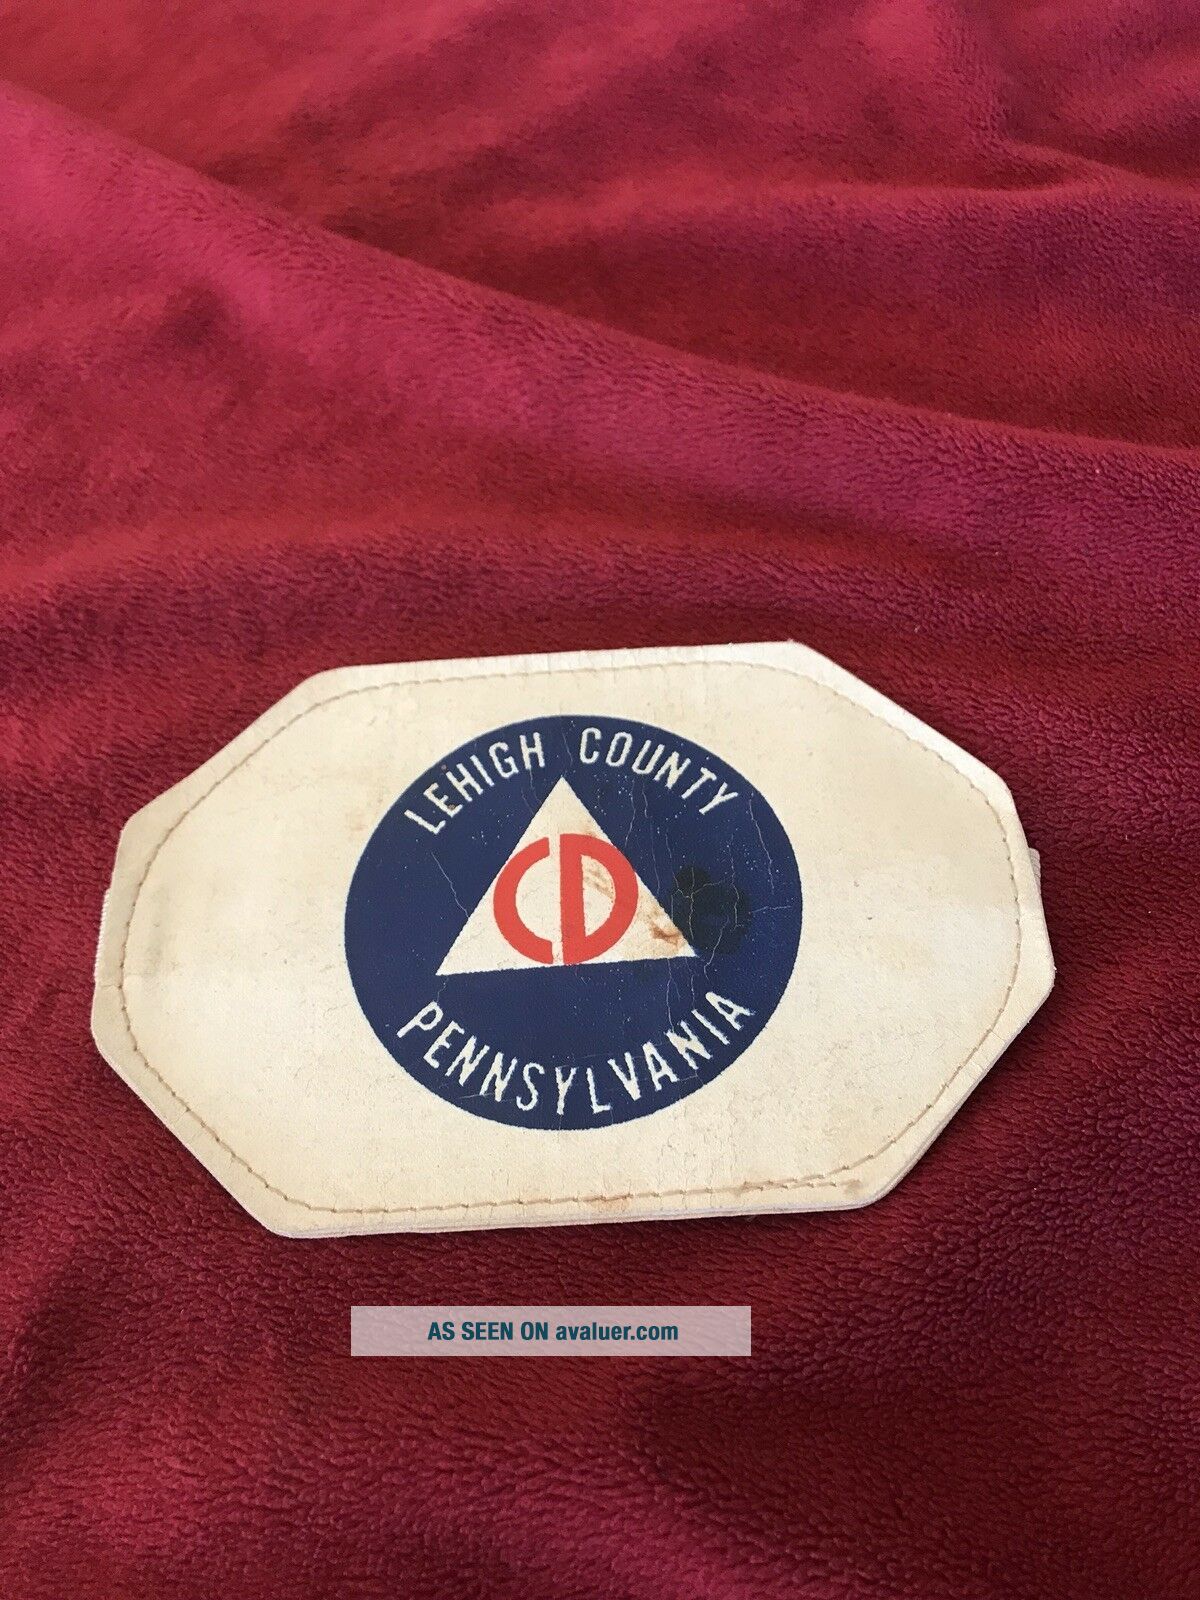 LEHIGH COUNTY
CD
PENNSYLVANIA
AS SEEN ON avaluer.com